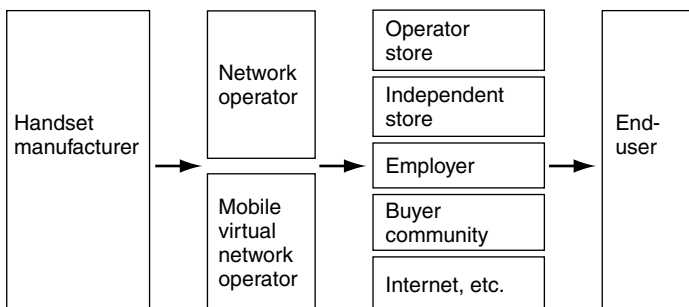 Handset
manufacturer
Network
operator
Mobile
virtual
network
operator
Operator
store
Independent
store
Employer
Buyer
community
Internet, etc.
End-
user